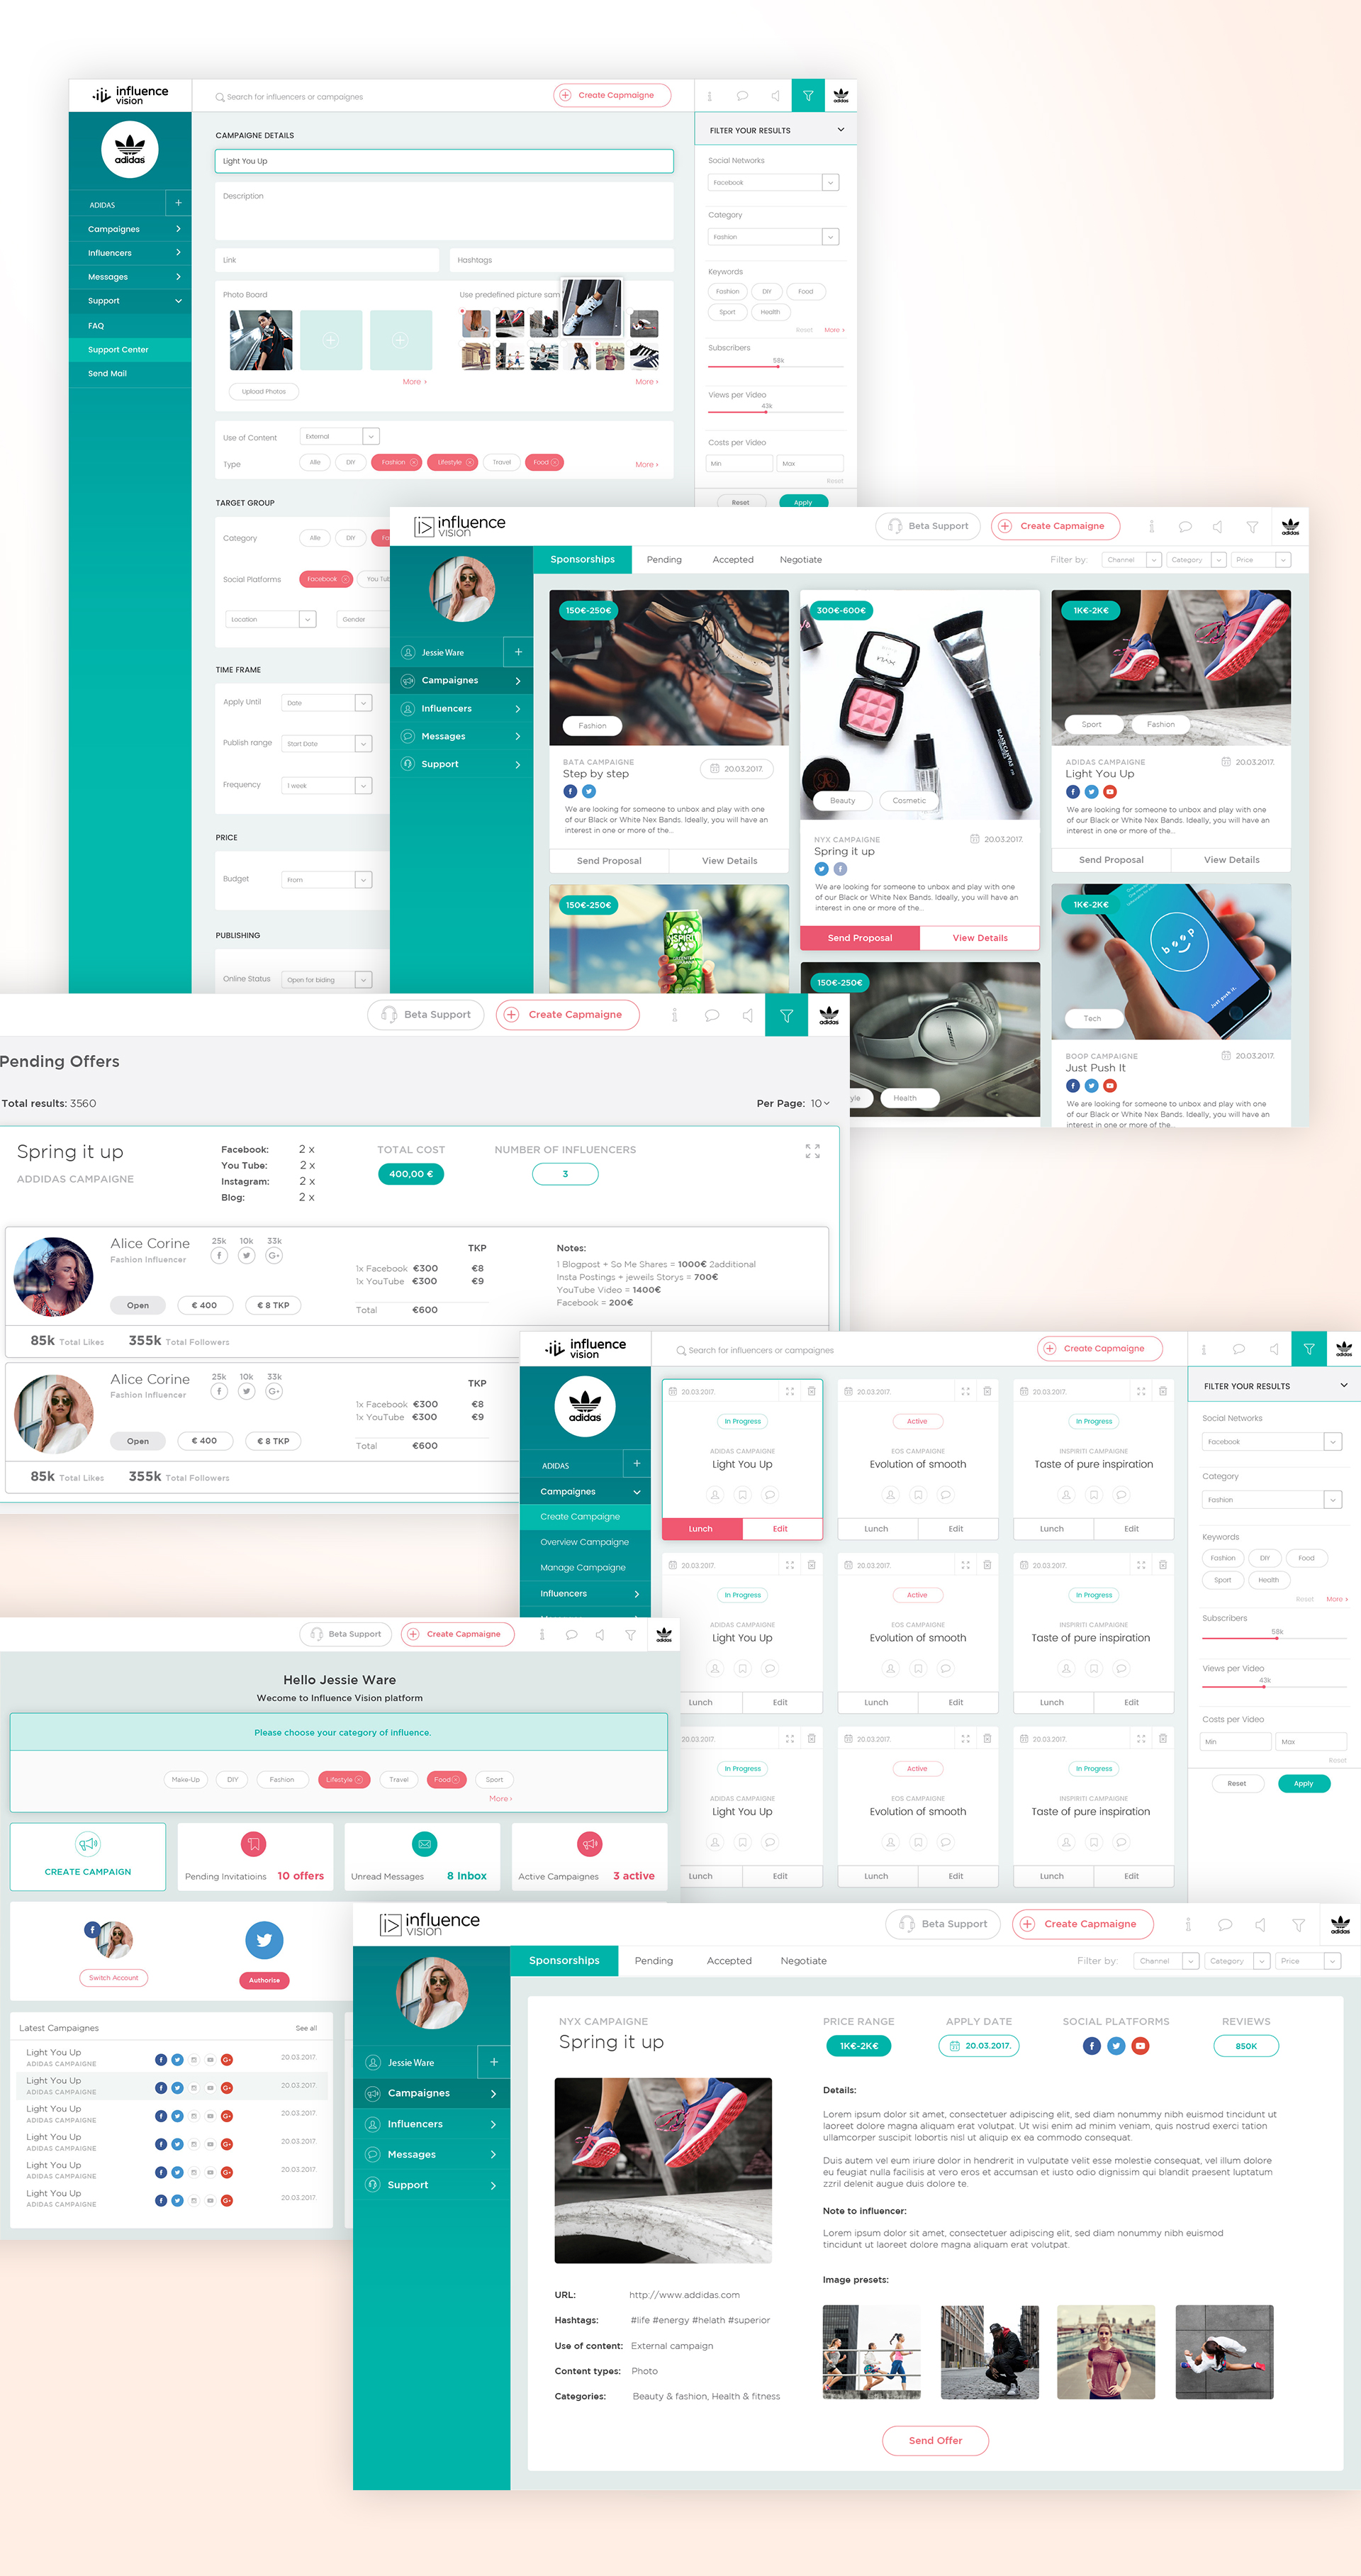 influence
vision
Search for influencers or campaignes
Create Capmaigne
adidas
adidas
ADIDAS
Campaignes
Influencers
Messages
Support
FAQ
Support Center
Send Mail
CAMPAIGNE DETAILS
Light You Up
Description
Link
Hashtags
Photo Board
Use predefined picture sam
More
More
Upload Photos
Use of Content
External
Type
Alle
DIY
Fashion
Lifestyle
Travel
Food
More
TARGET GROUP
Category
Alle
DIY
Fa
Social Platforms
Facebook
You Tub
Location
Gender
TIME FRAME
Apply Until
Date
Publish range
Start Date
Frequency
1 week
PRICE
Budget
From
PUBLISHING
Online Status
Open for biding
FILTER YOUR RESULTS
Social Networks
Facebook
Category
Fashion
Keywords
Fashion
DIY
Food
Sport
Health
Reset
More
Subscribers
58k
Views per Video
43k
Costs per Video
Min
Max
Reset
Reset
Apply
influence
vision
Beta Support
Create Capmaigne
adidas
Jessie Ware
Campaignes
Influencers
Messages
Support
Sponsorships
Pending
Accepted
Negotiate
Filter by:
Channel
Category
Price
150€-250€
Fashion
BATA CAMPAIGNE
20.03.2017.
Step by step
We are looking for someone to unbox and play with one
of our Black or White Nex Bands. Ideally, you will have an
interest in one or more of the...
Send Proposal
View Details
300€-600€
NYX
Beauty
Cosmetic
NYX CAMPAIGNE
20.03.2017.
Spring it up
We are looking for someone to unbox and play with one
of our Black or White Nex Bands. Ideally, you will have an
interest in one or more of the...
Send Proposal
View Details
1K€-2K€
Sport
Fashion
ADIDAS CAMPAIGNE
20.03.2017.
Light You Up
We are looking for someone to unbox and play with one
of our Black or White Nex Bands. Ideally, you will have an
interest in one or more of the...
Send Proposal
View Details
150€-250€
150€-250€
BOSE
yle
Health
1K€-2K€
boop
Just push it.
Tech
BOOP CAMPAIGNE
20.03.2017.
Just Push It
We are looking for someone to unbox and play with one
of our Black or White Nex Bands. Ideally, you will have an
interest in one or more of the...
Beta Support
Create Capmaigne
adidas
Pending Offers
Total results: 3560
Per Page: 10
Spring it up
ADDIDAS CAMPAIGNE
Facebook: 2 x
You Tube: 2 x
Instagram: 2 x
Blog: 2 x
TOTAL COST
400,00 €
NUMBER OF INFLUENCERS
3
Alice Corine
Fashion Influencer
25k 10k 33k
Open
€ 400
€ 8 TKP
TKP
1x Facebook €300 €8
1x YouTube €300 €9
Total €600
Notes:
1 Blogpost + So Me Shares = 1000€ 2additional
Insta Postings + jeweils Storys = 700€
YouTube Video = 1400€
Facebook = 200€
85k Total Likes
355k Total Followers
Alice Corine
Fashion Influencer
25k 10k 33k
Open
€ 400
€ 8 TKP
TKP
1x Facebook €300 €8
1x YouTube €300 €9
Total €600
85k Total Likes
355k Total Followers
influence
vision
Search for influencers or campaignes
Create Capmaigne
adidas
adidas
ADIDAS
Campaignes
Create Campaigne
Overview Campaigne
Manage Campaigne
Influencers
20.03.2017.
In Progress
ADIDAS CAMPAIGNE
Light You Up
Lunch
Edit
20.03.2017.
Active
EOS CAMPAIGNE
Evolution of smooth
Lunch
Edit
20.03.2017.
In Progress
INSPIRITI CAMPAIGNE
Taste of pure inspiration
Lunch
Edit
20.03.2017.
In Progress
ADIDAS CAMPAIGNE
Light You Up
Lunch
Edit
20.03.2017.
Active
EOS CAMPAIGNE
Evolution of smooth
Lunch
Edit
20.03.2017.
In Progress
INSPIRITI CAMPAIGNE
Taste of pure inspiration
Lunch
Edit
20.03.2017.
In Progress
ADIDAS CAMPAIGNE
Light You Up
Lunch
Edit
20.03.2017.
Active
EOS CAMPAIGNE
Evolution of smooth
Lunch
Edit
20.03.2017.
In Progress
INSPIRITI CAMPAIGNE
Taste of pure inspiration
Lunch
Edit
FILTER YOUR RESULTS
Social Networks
Facebook
Category
Fashion
Keywords
Fashion
DIY
Food
Sport
Health
Reset
More
Subscribers
58k
Views per Video
43k
Costs per Video
Min
Max
Reset
Reset
Apply
Beta Support
Create Capmaigne
adidas
Hello Jessie Ware
Wecome to Influence Vision platform
Please choose your category of influence.
Make-Up
DIY
Fashion
Lifestyle
Travel
Food
Sport
More
CREATE CAMPAIGN
Pending Invitatioins 10 offers
Unread Messages 8 Inbox
Active Campaignes 3 active
Switch Account
Authorise
Latest Campaignes
See all
Light You Up
ADIDAS CAMPAIGNE
20.03.2017.
Light You Up
ADIDAS CAMPAIGNE
20.03.2017.
Light You Up
ADIDAS CAMPAIGNE
20.03.2017.
Light You Up
ADIDAS CAMPAIGNE
20.03.2017.
Light You Up
ADIDAS CAMPAIGNE
20.03.2017.
Light You Up
ADIDAS CAMPAIGNE
20.03.2017.
influence
vision
Beta Support
Create Capmaigne
adidas
Jessie Ware
Campaignes
Influencers
Messages
Support
Sponsorships
Pending
Accepted
Negotiate
Filter by:
Channel
Category
Price
NYX CAMPAIGNE
Spring it up
PRICE RANGE
1K€-2K€
APPLY DATE
20.03.2017.
SOCIAL PLATFORMS
REVIEWS
850K
Details:
Lorem ipsum dolor sit amet, consectetuer adipiscing elit, sed diam nonummy nibh euismod tincidunt ut
laoreet dolore magna aliquam erat volutpat. Ut wisi enim ad minim veniam, quis nostrud exerci tation
ullamcorper suscipit lobortis nisl ut aliquip ex ea commodo consequat.
Duis autem vel eum iriure dolor in hendrerit in vulputate velit esse molestie consequat, vel illum dolore
eu feugiat nulla facilisis at vero eros et accumsan et iusto odio dignissim qui blandit praesent luptatum
zzril delenit augue duis dolore te.
Note to influencer:
Lorem ipsum dolor sit amet, consectetuer adipiscing elit, sed diam nonummy nibh euismod
tincidunt ut laoreet dolore magna aliquam erat volutpat.
Image presets:
URL: http://www.addidas.com
Hashtags: #life #energy #helath #superior
Use of content: External campaign
Content types: Photo
Categories: Beauty & fashion, Health & fitness
Send Offer